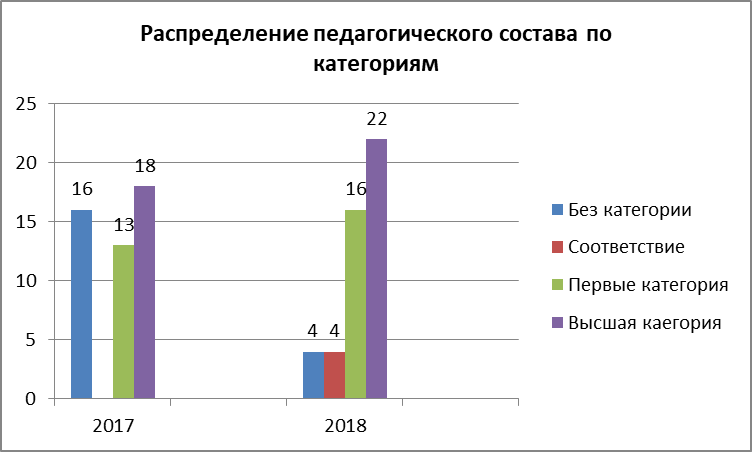 Распределение педагогического состава по
категориям
25
20
15
10
5
0
16
13
18
4
4
16
22
2017
2018
Без категории
Соответствие
Первые категория
Высшая каегория